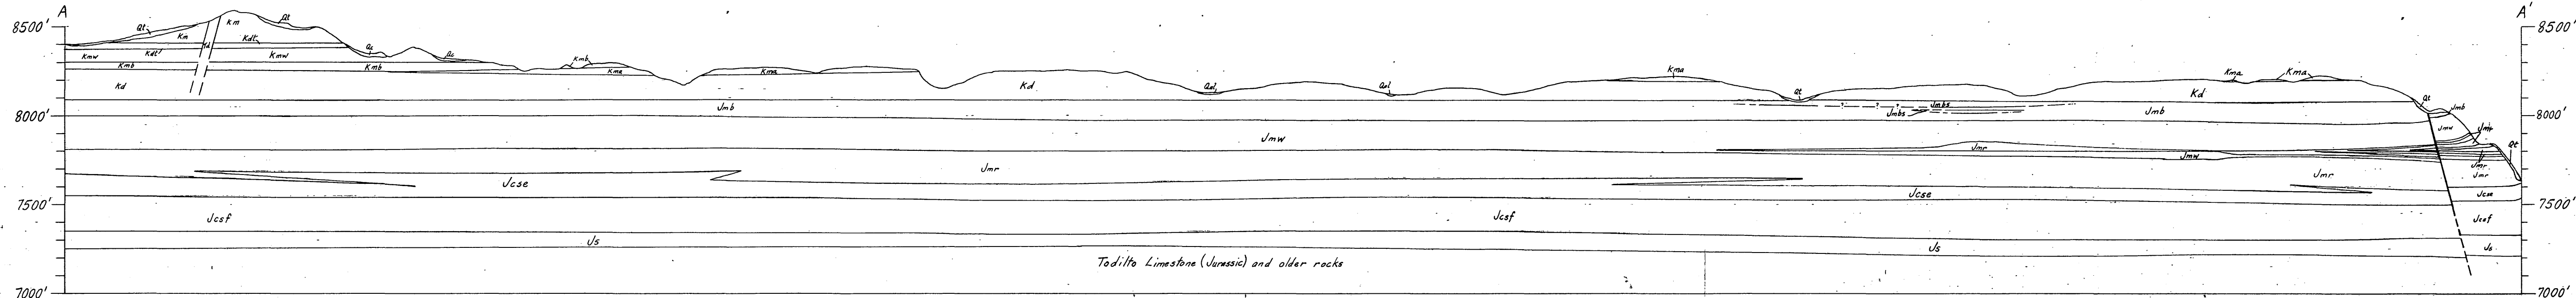 A A'
8500' 8500'
Qt Km Qt
Km Kdt Kd
Kmw Kdt Kmw Qc Qc
Kmb Kmb Kmb Kma Kma Kma Kma Kma
Kd Kd Qal Qal Qt Kd Qt
Jmb Jmbs Jmbs Jmb Jmb
8000' 8000'
Jmw Jmw Jmr
Jmr Jmw Jmr Qt
Jmr Jmr Jmr
Jcse Jcse Jcse
7500' 7500'
Jcsf Jcsf Jcsf
Js Js Js
Todilto Limestone (Jurassic) and older rocks
7000' 7000'